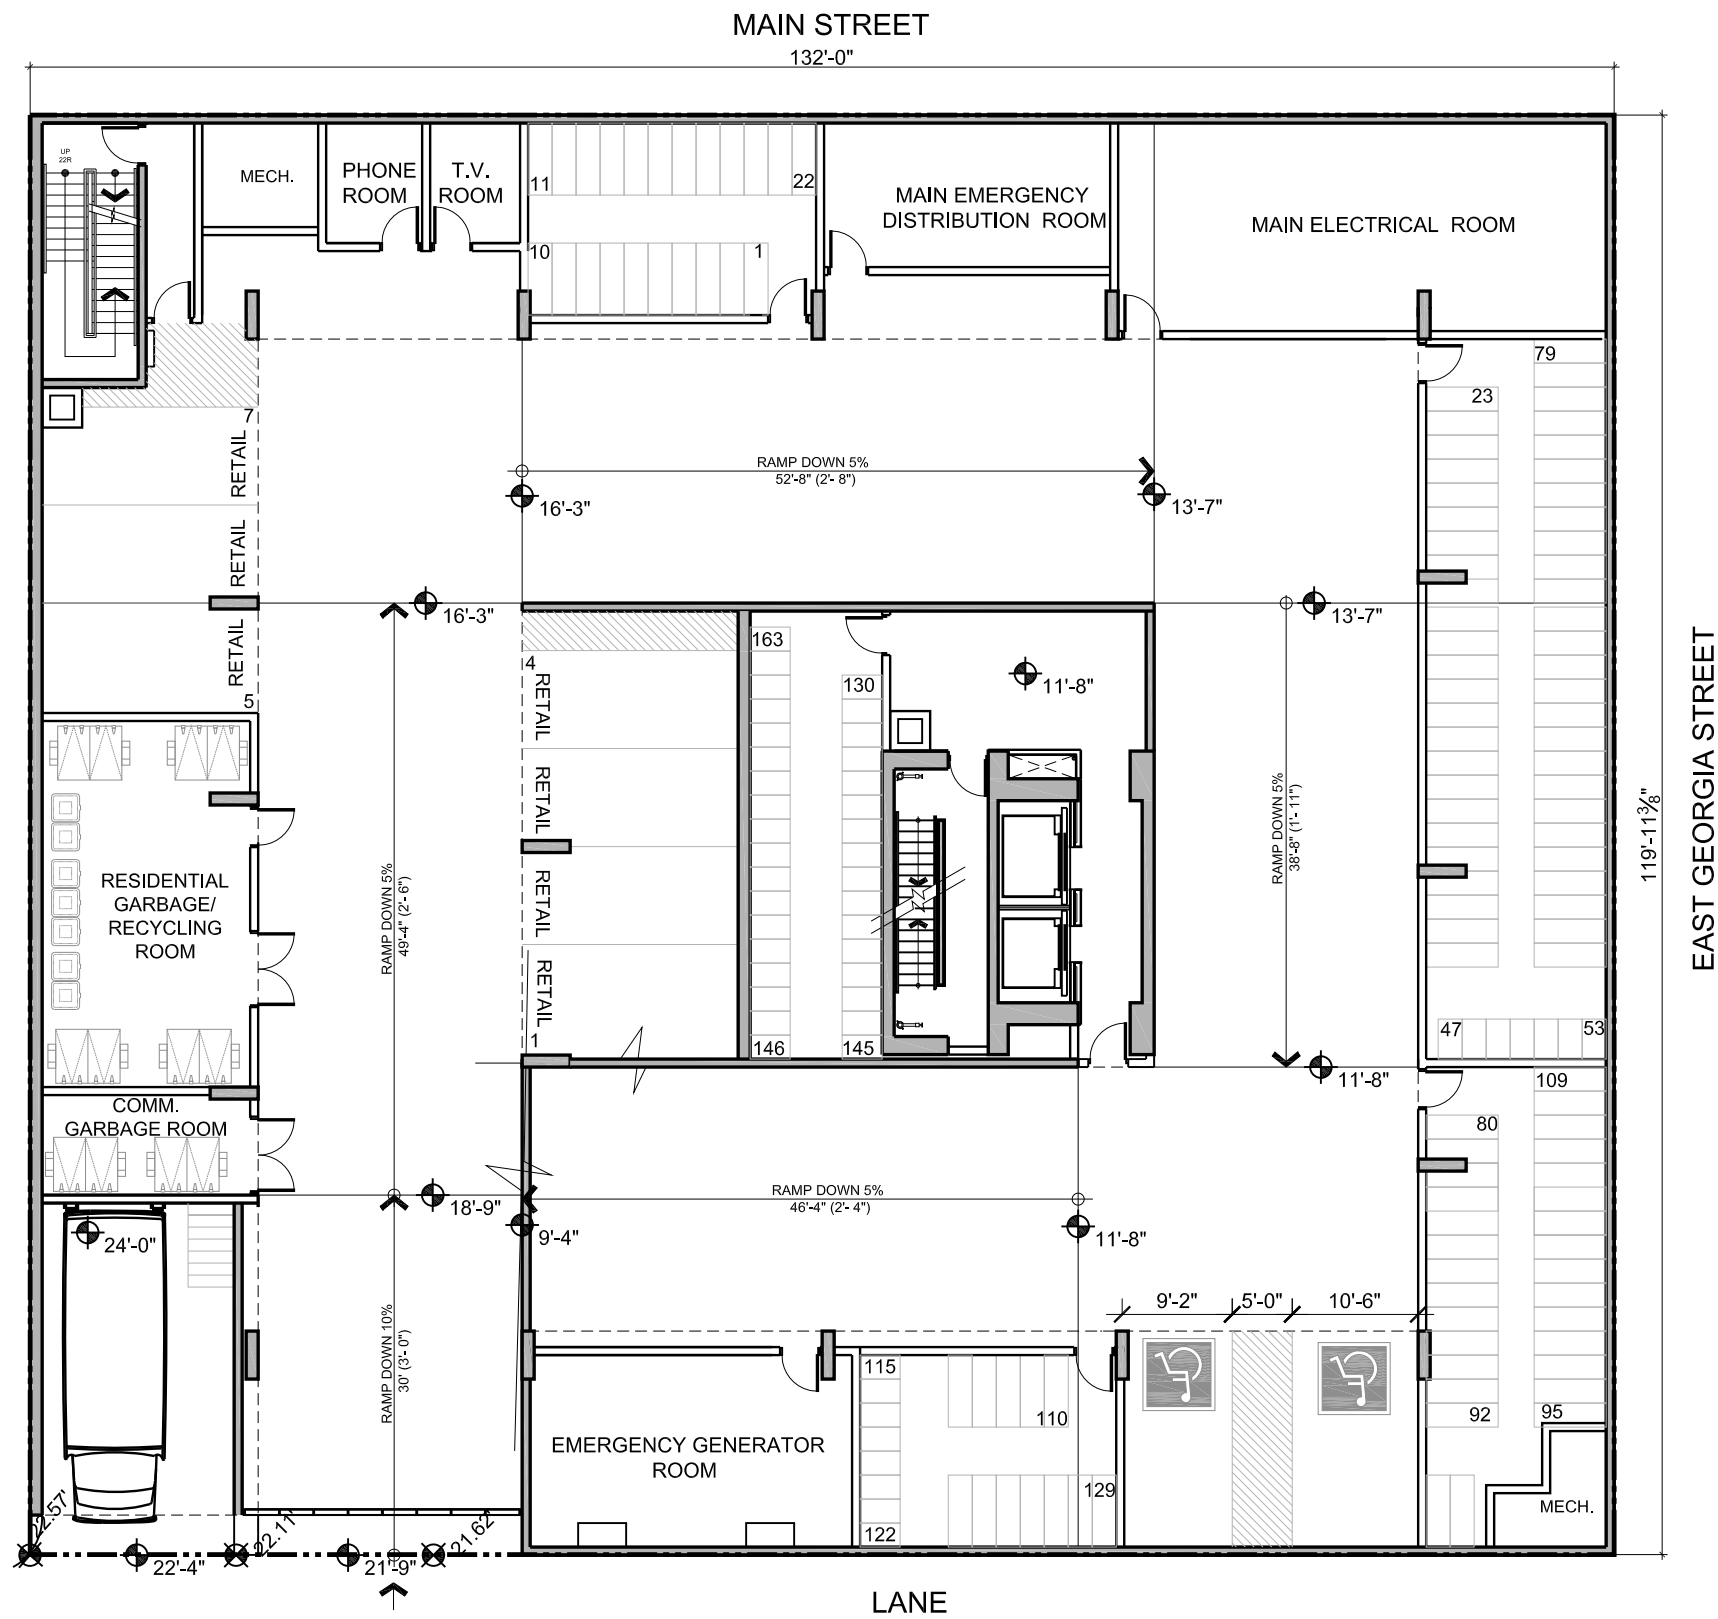 MAIN STREET
132'-0"
UP
22R
MECH.
PHONE
ROOM
T.V.
ROOM
11
22
10
1
MAIN EMERGENCY
DISTRIBUTION ROOM
MAIN ELECTRICAL ROOM
79
23
7
RETAIL
RETAIL
RETAIL
5
RAMP DOWN 5%
52'-8" (2'- 8")
16'-3"
13'-7"
16'-3"
13'-7"
4
RETAIL
RETAIL
RETAIL
RETAIL
1
163
130
146
145
11'-8"
RAMP DOWN 5%
38'-8" (1'- 11")
EAST GEORGIA STREET
119'-11⅜"
RESIDENTIAL
GARBAGE/
RECYCLING
ROOM
RAMP DOWN 5%
49'-4" (2'- 6")
47
53
11'-8"
109
80
COMM.
GARBAGE ROOM
18'-9"
RAMP DOWN 5%
46'-4" (2'- 4")
9'-4"
11'-8"
24'-0"
RAMP DOWN 10%
30' (3'- 0")
9'-2"
5'-0"
10'-6"
115
110
92
95
EMERGENCY GENERATOR
ROOM
129
122
MECH.
22.57'
22.11'
21.62'
22'-4"
21'-9"
LANE